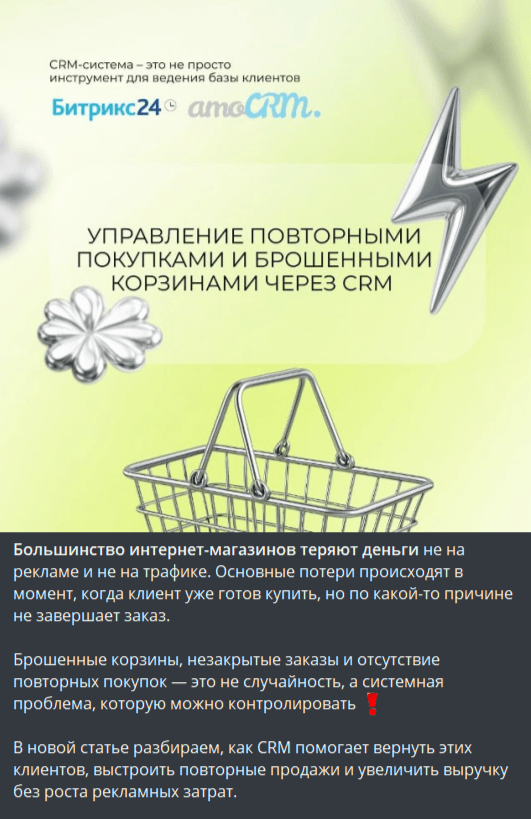 CRM-система – это не просто
инструмент для ведения базы клиентов
Битрикс24 amoCRM.
УПРАВЛЕНИЕ ПОВТОРНЫМИ
ПОКУПКАМИ И БРОШЕННЫМИ
КОРЗИНАМИ ЧЕРЕЗ CRM
Большинство интернет-магазинов теряют деньги не на
рекламе и не на трафике. Основные потери происходят в
момент, когда клиент уже готов купить, но по какой-то причине
не завершает заказ.
Брошенные корзины, незакрытые заказы и отсутствие
повторных покупок — это не случайность, а системная
проблема, которую можно контролировать ❗
В новой статье разбираем, как CRM помогает вернуть этих
клиентов, выстроить повторные продажи и увеличить выручку
без роста рекламных затрат.